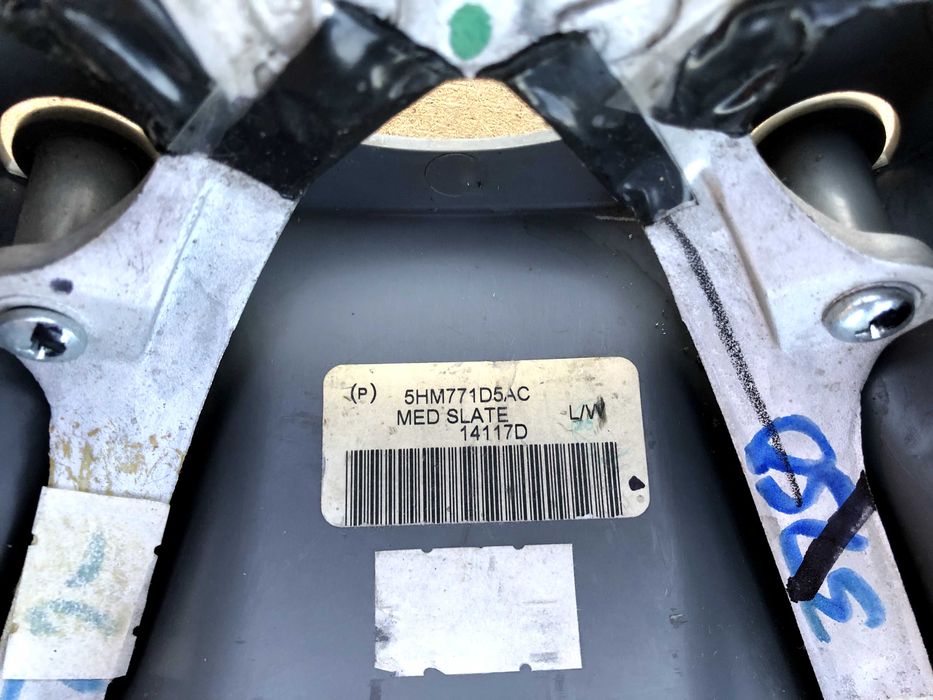 (P) 5HM771D5AC
MED SLATE L/W
14117D